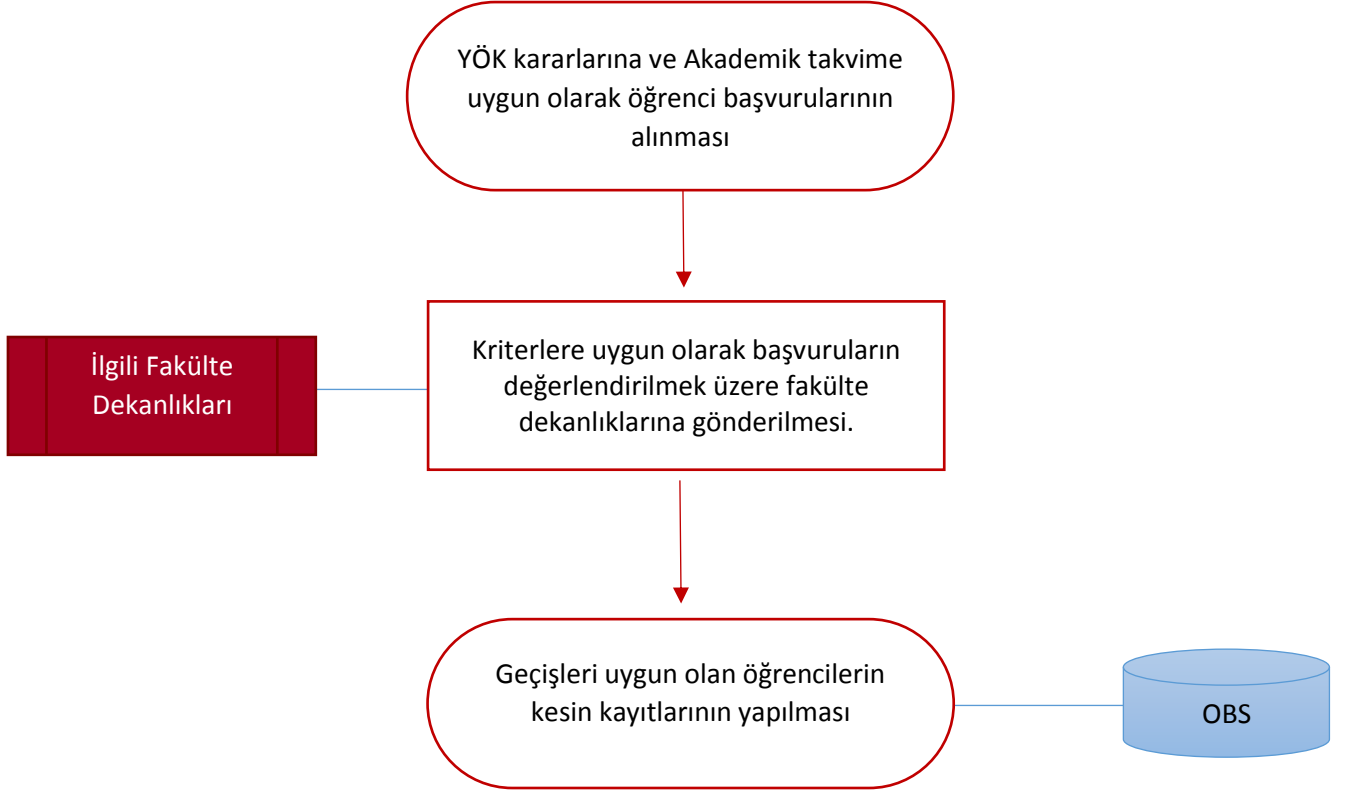 YÖK kararlarına ve Akademik takvime
uygun olarak öğrenci başvurularının
alınması
İlgili Fakülte
Dekanlıkları
Kriterlere uygun olarak başvuruların
değerlendirilmek üzere fakülte
dekanlıklarına gönderilmesi.
Geçişleri uygun olan öğrencilerin
kesin kayıtlarının yapılması
OBS